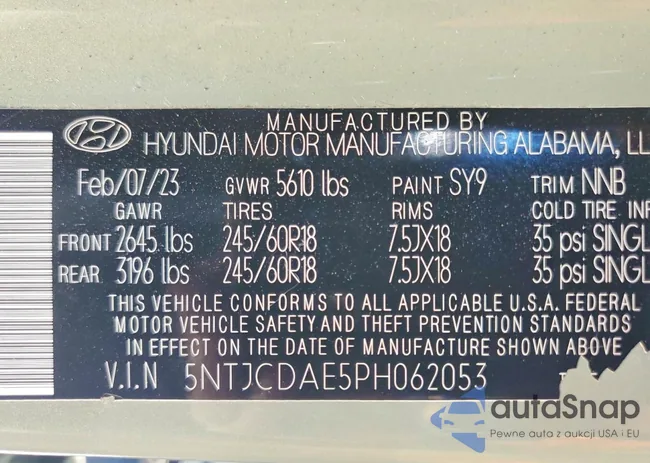 MANUFACTURED BY
HYUNDAI MOTOR MANUFACTURING ALABAMA, LL
Feb/07/23 GVWR 5610 lbs PAINT SY9 TRIM NNB
GAWR TIRES RIMS COLD TIRE INF
FRONT 2645 lbs 245/60R18 7.5JX18 35 psi SINGL
REAR 3196 lbs 245/60R18 7.5JX18 35 psi SINGL
THIS VEHICLE CONFORMS TO ALL APPLICABLE U.S.A. FEDERAL
MOTOR VEHICLE SAFETY AND THEFT PREVENTION STANDARDS
IN EFFECT ON THE DATE OF MANUFACTURE SHOWN ABOVE
V.I.N 5NTJCDAE5PH062053
autoSnap
Pewne auta z aukcji USA i EU